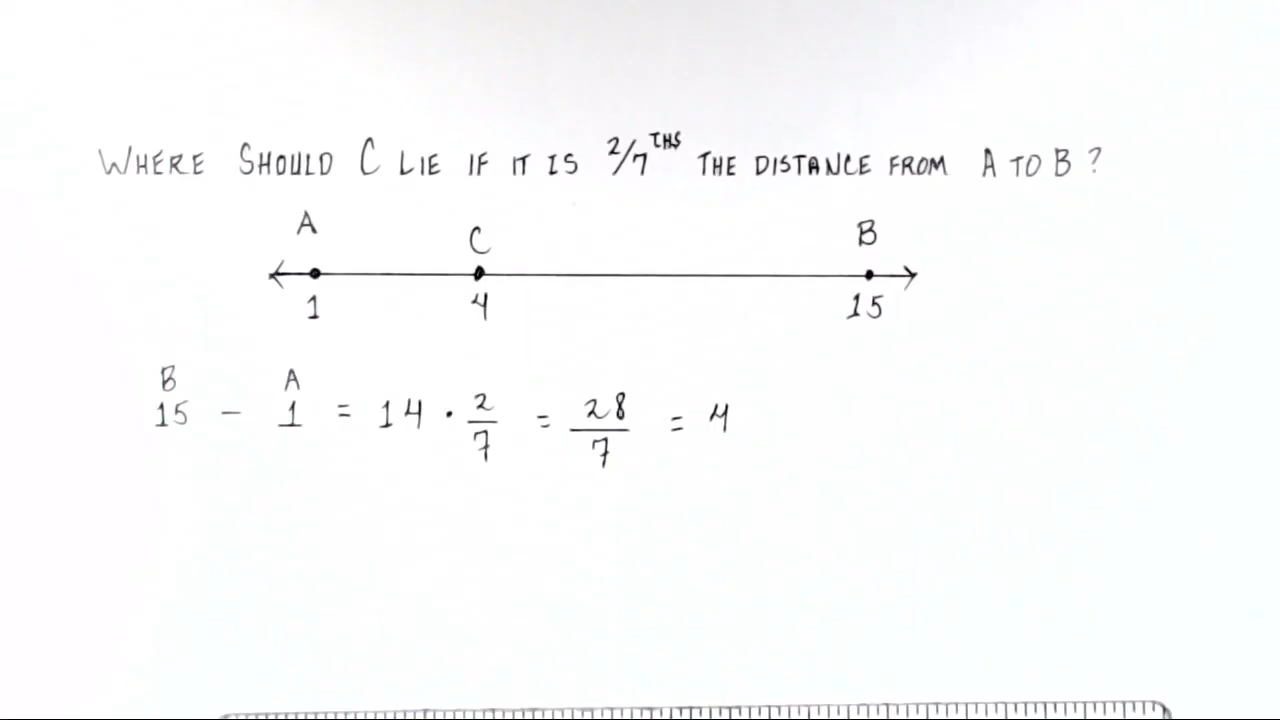 WHERE SHOULD C LIE IF IT IS 2/7THS THE DISTANCE FROM A TO B?
A C B
1 4 15
B A
15 - 1 = 14 · 2/7 = 28/7 = 4